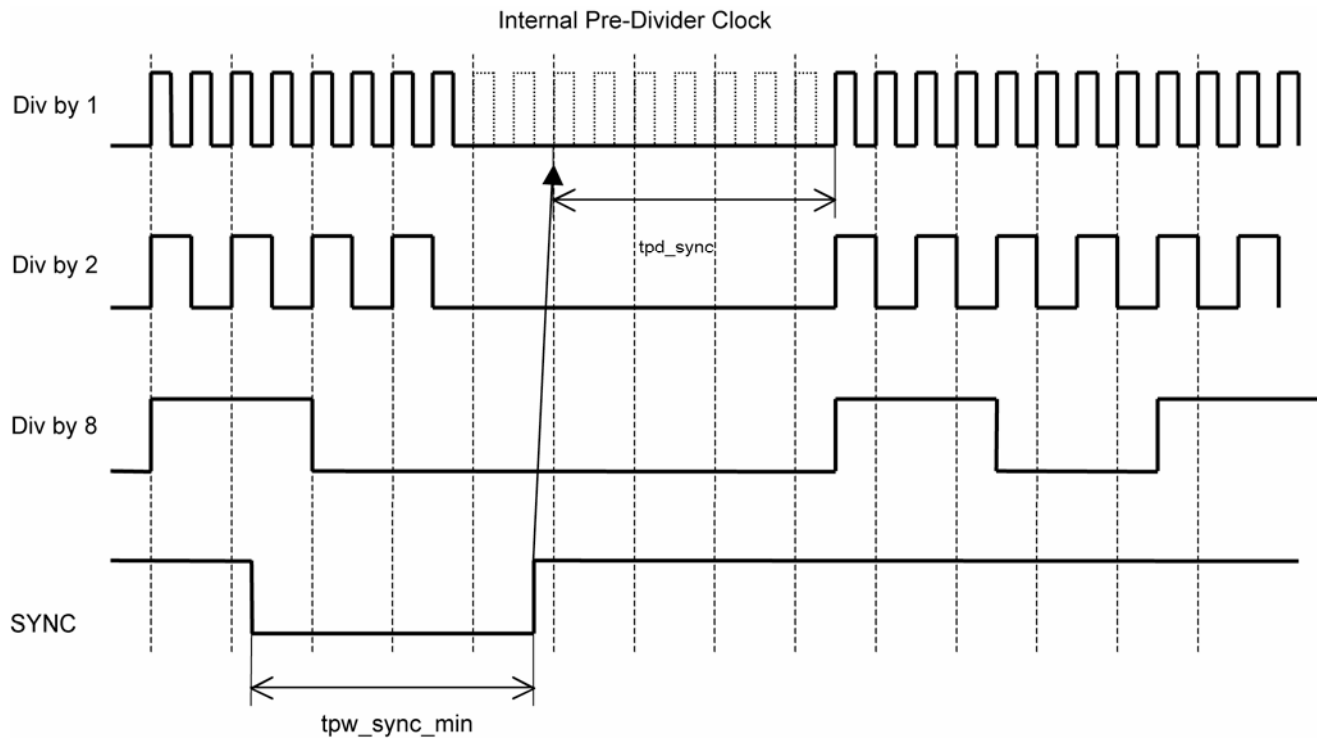 Internal Pre-Divider Clock
Div by 1
tpd_sync
Div by 2
Div by 8
SYNC
tpw_sync_min